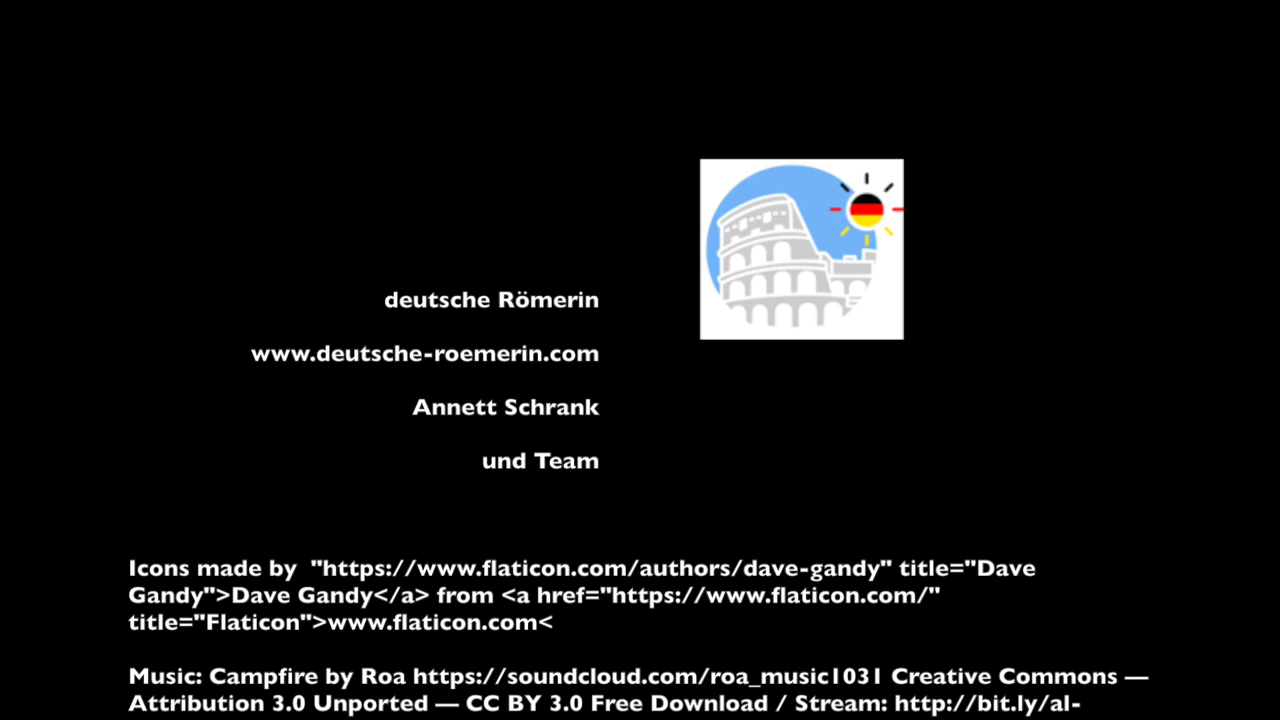 deutsche Römerin
www.deutsche-roemerin.com
Annett Schrank
und Team
Icons made by  "https://www.flaticon.com/authors/dave-gandy" title="Dave
Gandy">Dave Gandy</a> from <a href="https://www.flaticon.com/"
title="Flaticon">www.flaticon.com<
Music: Campfire by Roa https://soundcloud.com/roa_music1031 Creative Commons —
Attribution 3.0 Unported — CC BY 3.0 Free Download / Stream: http://bit.ly/al-